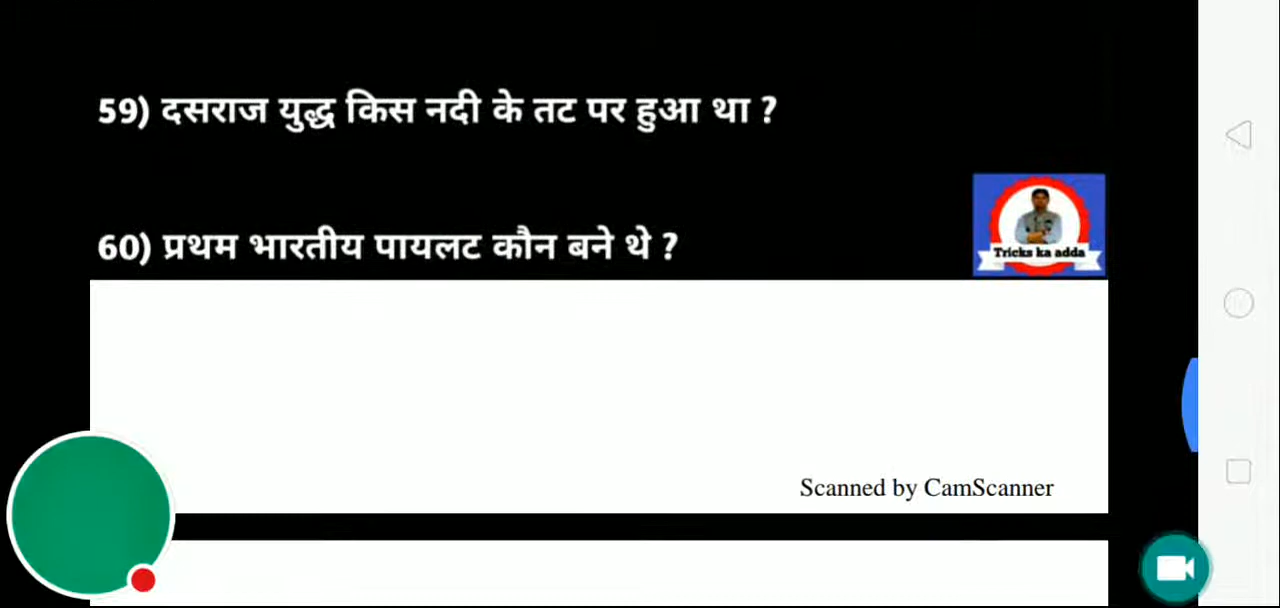 59) दसराज युद्ध किस नदी के तट पर हुआ था ?
60) प्रथम भारतीय पायलट कौन बने थे ?
Tricks ka adda
Scanned by CamScanner